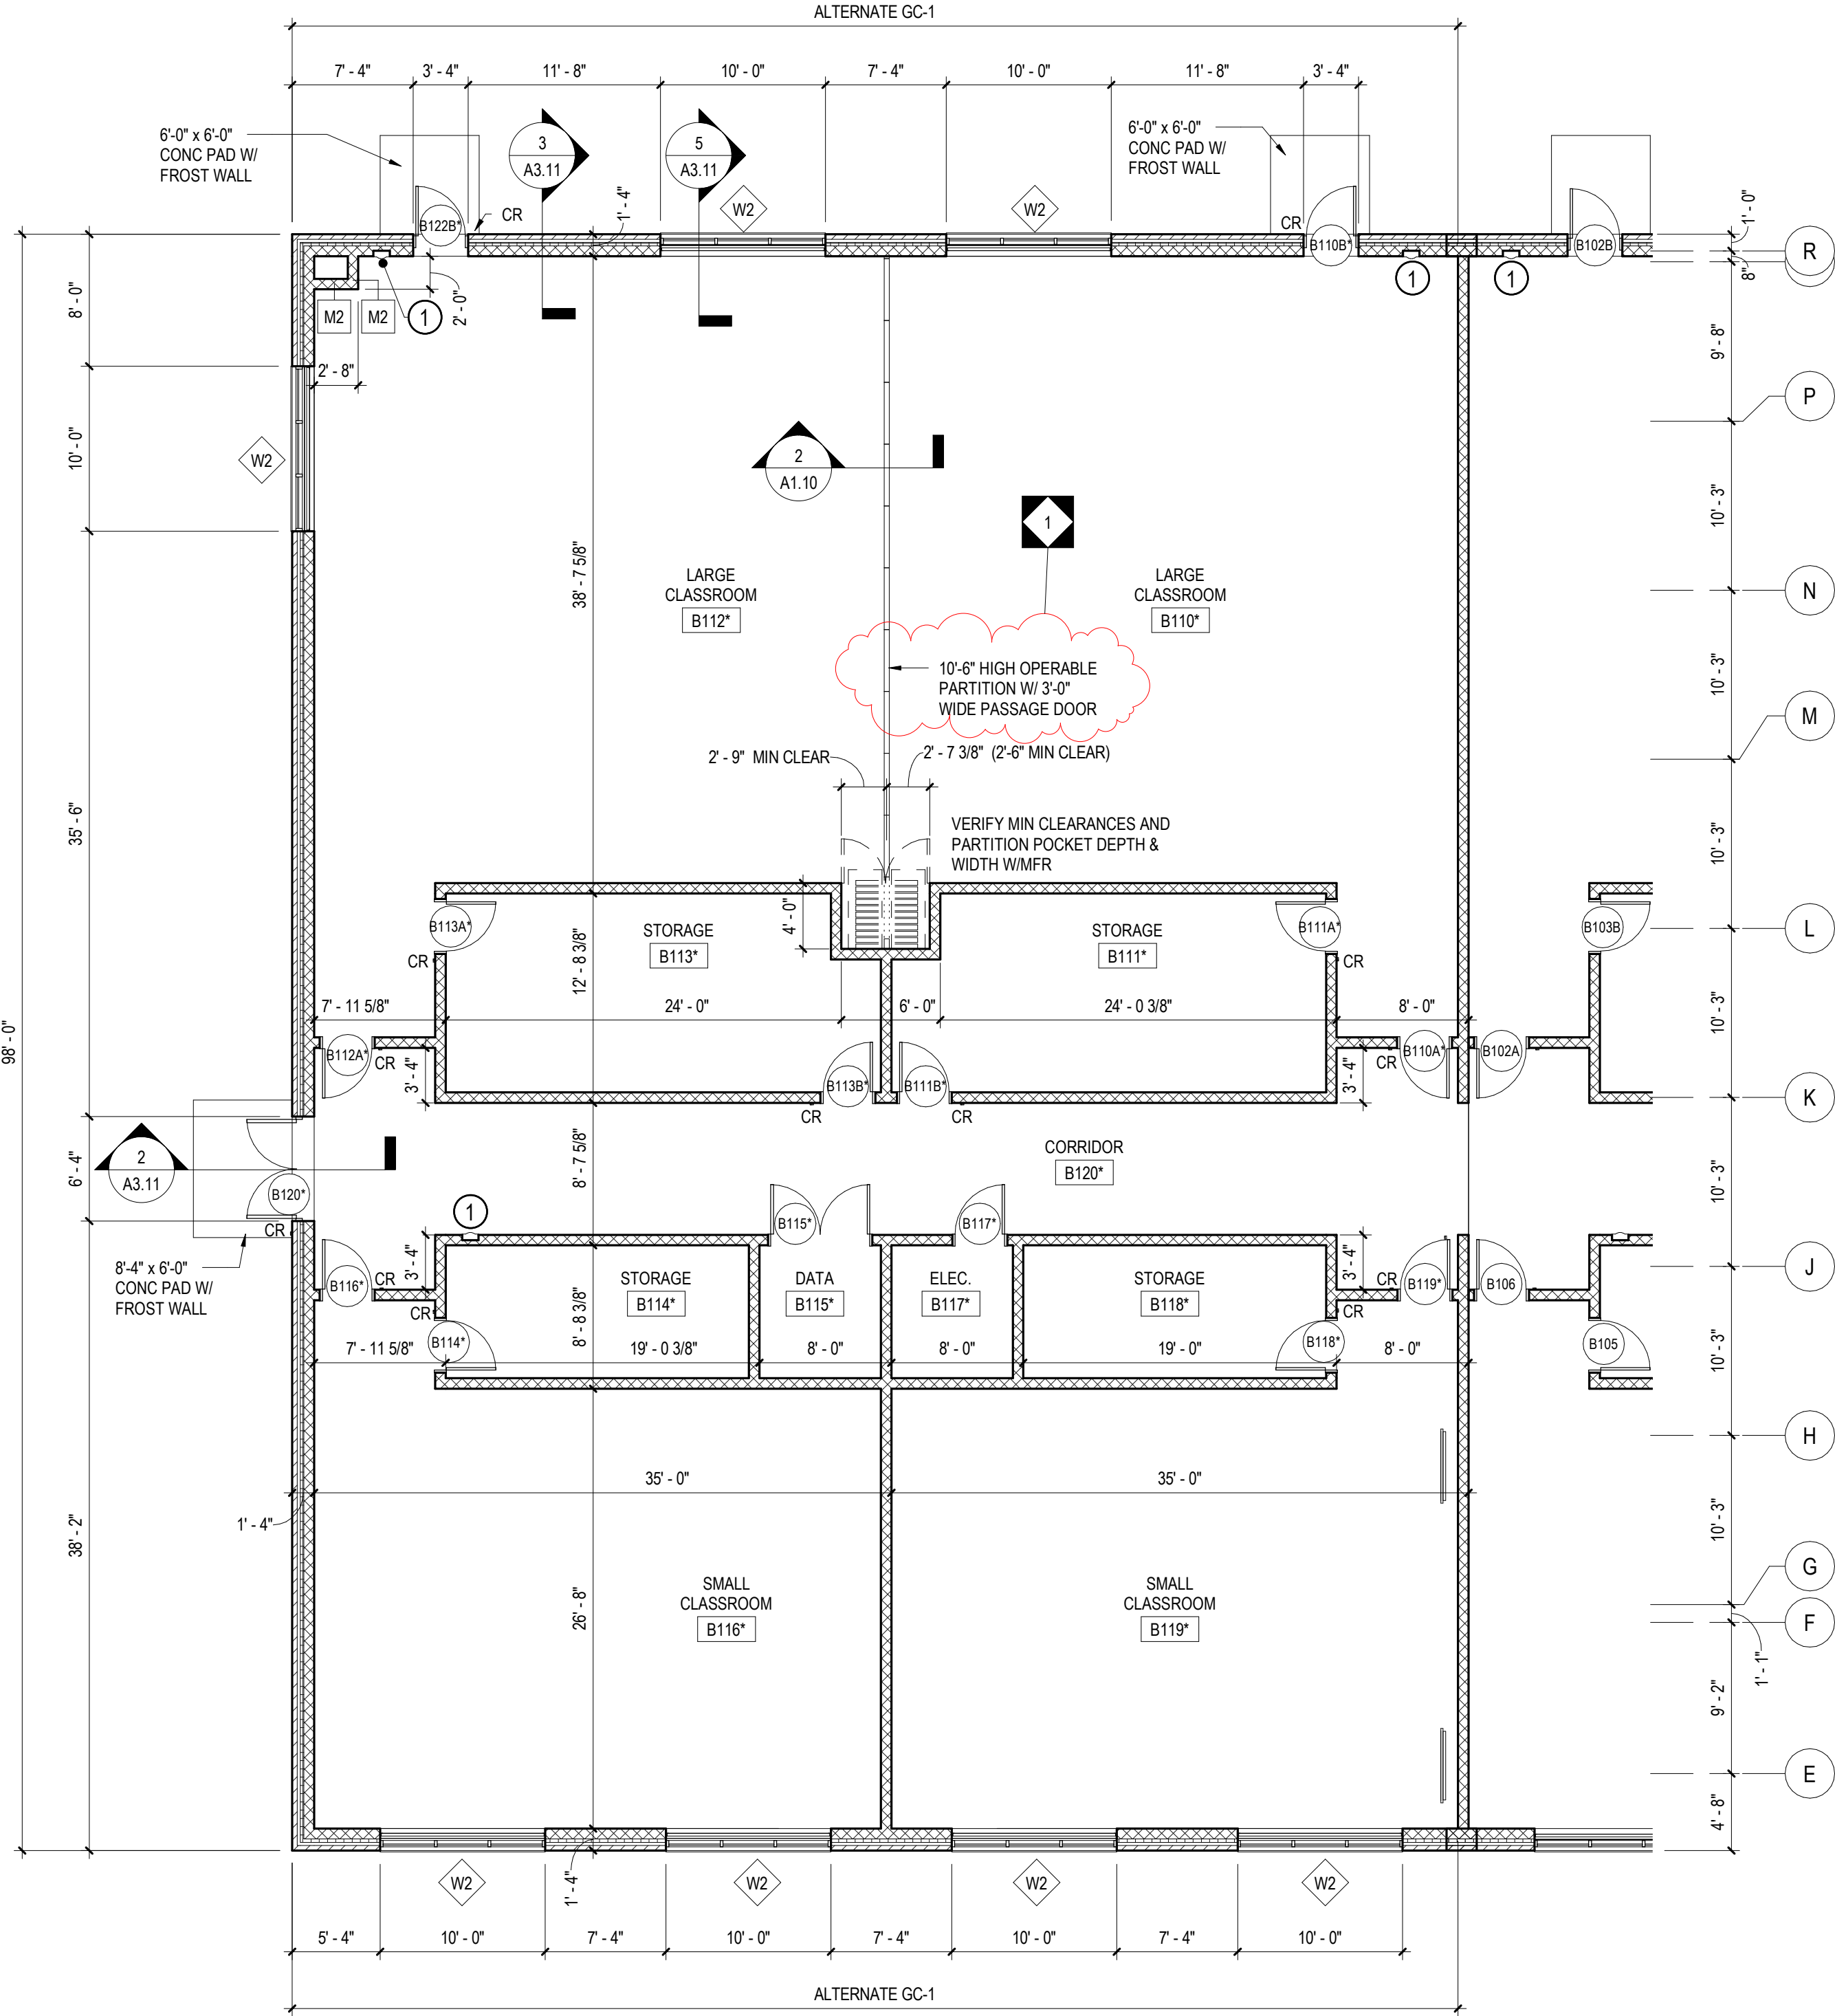 ALTERNATE GC-1
7' - 4"
3' - 4"
11' - 8"
10' - 0"
7' - 4"
10' - 0"
11' - 8"
3' - 4"
6'-0" x 6'-0"
CONC PAD W/
FROST WALL
3
A3.11
5
A3.11
6'-0" x 6'-0"
CONC PAD W/
FROST WALL
W2
W2
CR
1' - 4"
CR
B122B*
B110B*
B102B
1' - 0"
R
8"
8' - 0"
M2
M2
1
2' - 0"
1
1
9' - 8"
2' - 8"
P
10' - 0"
W2
2
A1.10
10' - 3"
1
38' - 7 5/8"
LARGE
CLASSROOM
B112*
LARGE
CLASSROOM
B110*
N
10'-6" HIGH OPERABLE
PARTITION W/ 3'-0"
WIDE PASSAGE DOOR
10' - 3"
M
2' - 9" MIN CLEAR
2' - 7 3/8" (2'-6" MIN CLEAR)
35' - 6"
VERIFY MIN CLEARANCES AND
PARTITION POCKET DEPTH &
WIDTH W/MFR
10' - 3"
B113A*
STORAGE
B113*
4' - 0"
STORAGE
B111*
B111A*
B103B
L
CR
CR
12' - 8 3/8"
7' - 11 5/8"
24' - 0"
6' - 0"
24' - 0 3/8"
8' - 0"
10' - 3"
98' - 0"
B112A*
CR
3' - 4"
B113B*
B111B*
3' - 4"
CR
B110A*
B102A
CR
CR
K
2
A3.11
6' - 4"
B120*
CR
8' - 7 5/8"
CORRIDOR
B120*
10' - 3"
1
B115*
B117*
8'-4" x 6'-0"
CONC PAD W/
FROST WALL
B116*
CR
3' - 4"
CR
STORAGE
B114*
DATA
B115*
ELEC.
B117*
STORAGE
B118*
3' - 4"
CR
CR
B119*
B106
J
B114*
8' - 8 3/8"
B118*
B105
7' - 11 5/8"
19' - 0 3/8"
8' - 0"
8' - 0"
19' - 0"
8' - 0"
10' - 3"
H
35' - 0"
35' - 0"
1' - 4"
38' - 2"
10' - 3"
G
26' - 8"
SMALL
CLASSROOM
B116*
SMALL
CLASSROOM
B119*
F
1' - 1"
9' - 2"
E
4' - 8"
1' - 4"
W2
W2
W2
W2
5' - 4"
10' - 0"
7' - 4"
10' - 0"
7' - 4"
10' - 0"
7' - 4"
10' - 0"
ALTERNATE GC-1